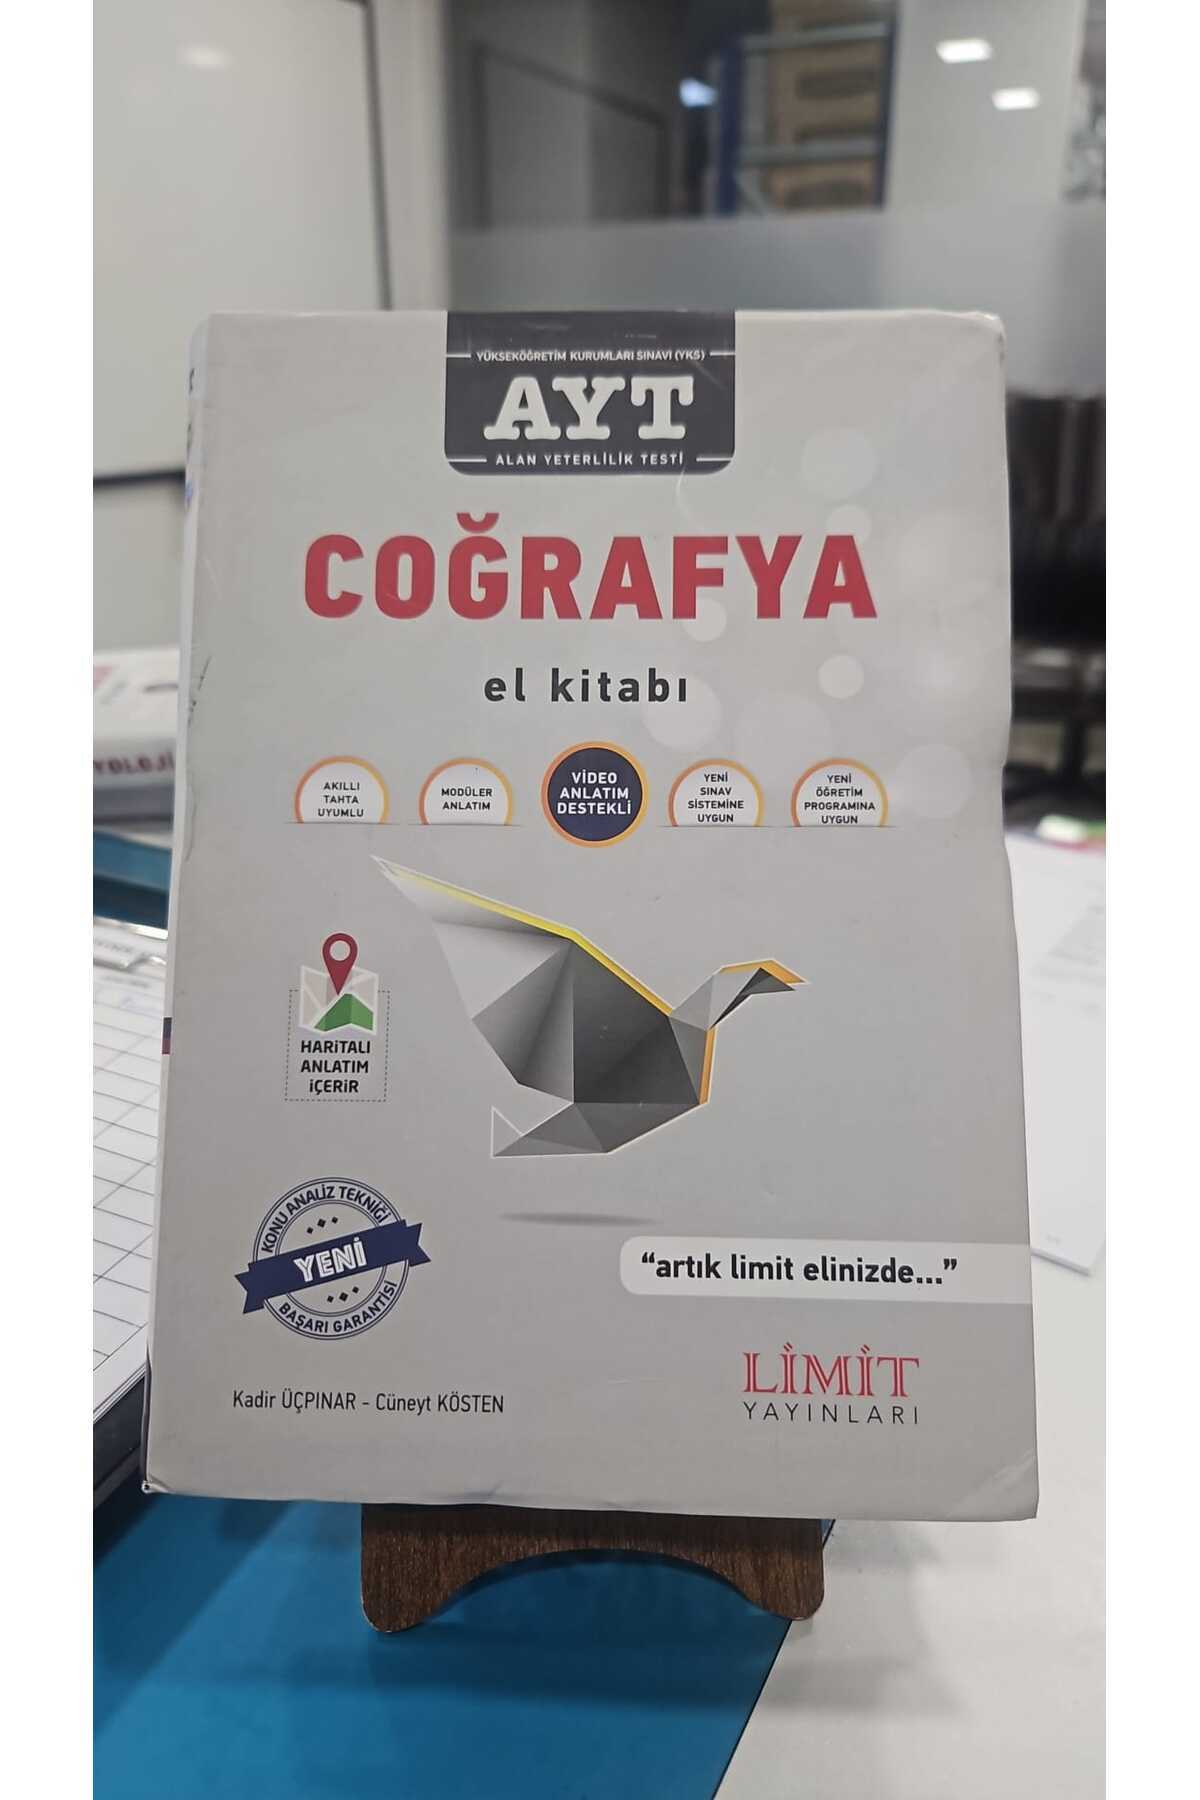 YÜKSEKÖĞRETİM KURUMLARI SINAVI (YKS)
AYT
ALAN YETERLİLİK TESTİ
COĞRAFYA
el kitabı
AKILLI
TAHTA
UYUMLU
MODÜLER
ANLATIM
VİDEO
ANLATIM
DESTEKLİ
YENİ
SINAV
SİSTEMİNE
UYGUN
YENİ
ÖĞRETİM
PROGRAMINA
UYGUN
HARİTALI
ANLATIM
İÇERİR
KONU ANALİZ TEKNİĞİ
YENİ
BAŞARI GARANTİSİ
“artık limit elinizde...”
Kadir ÜÇPINAR - Cüneyt KÖSTEN
LİMİT
YAYINLARI